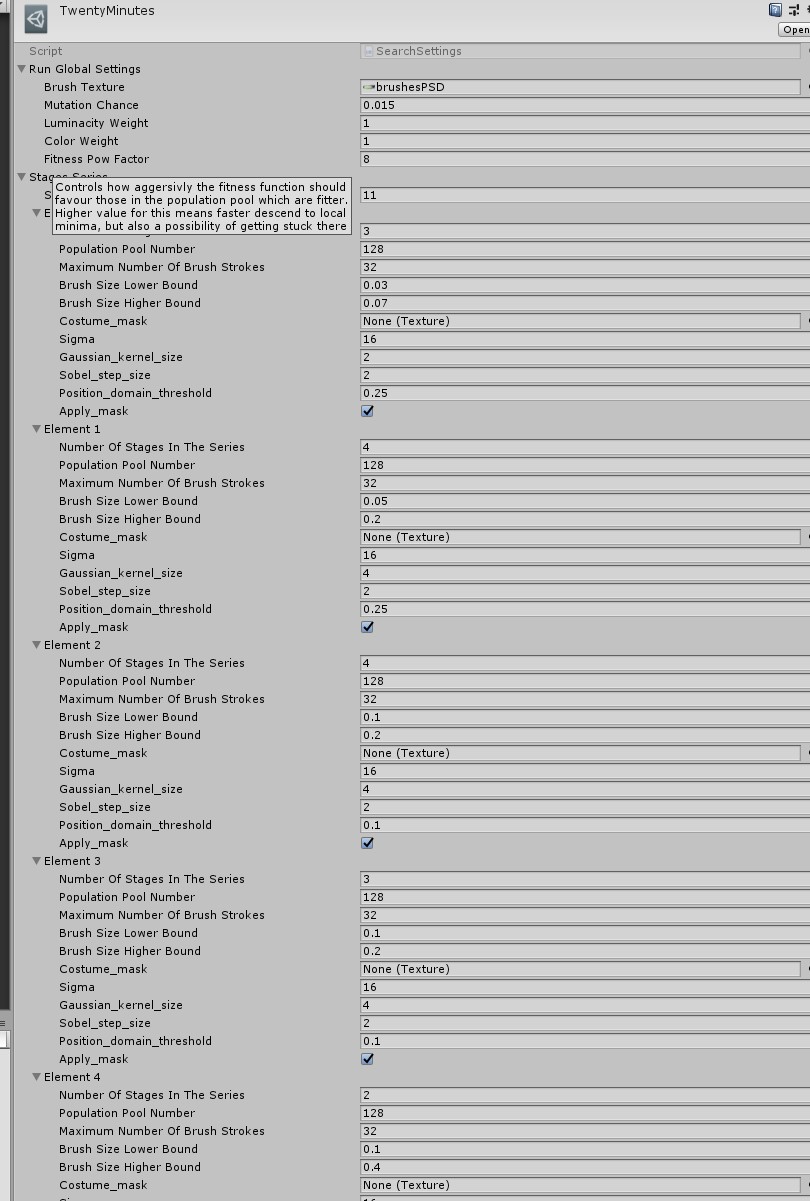 TwentyMinutes
Open
Script SearchSettings
Run Global Settings
Brush Texture brushesPSD
Mutation Chance 0.015
Luminacity Weight 1
Color Weight 1
Fitness Pow Factor 8
Stages Series
S 11
Controls how aggersivly the fitness function should
favour those in the population pool which are fitter.
Higher value for this means faster descend to local
minima, but also a possibility of getting stuck there
E
3
Population Pool Number 128
Maximum Number Of Brush Strokes 32
Brush Size Lower Bound 0.03
Brush Size Higher Bound 0.07
Costume_mask None (Texture)
Sigma 16
Gaussian_kernel_size 2
Sobel_step_size 2
Position_domain_threshold 0.25
Apply_mask
Element 1
Number Of Stages In The Series 4
Population Pool Number 128
Maximum Number Of Brush Strokes 32
Brush Size Lower Bound 0.05
Brush Size Higher Bound 0.2
Costume_mask None (Texture)
Sigma 16
Gaussian_kernel_size 4
Sobel_step_size 2
Position_domain_threshold 0.25
Apply_mask
Element 2
Number Of Stages In The Series 4
Population Pool Number 128
Maximum Number Of Brush Strokes 32
Brush Size Lower Bound 0.1
Brush Size Higher Bound 0.2
Costume_mask None (Texture)
Sigma 16
Gaussian_kernel_size 4
Sobel_step_size 2
Position_domain_threshold 0.1
Apply_mask
Element 3
Number Of Stages In The Series 3
Population Pool Number 128
Maximum Number Of Brush Strokes 32
Brush Size Lower Bound 0.1
Brush Size Higher Bound 0.2
Costume_mask None (Texture)
Sigma 16
Gaussian_kernel_size 4
Sobel_step_size 2
Position_domain_threshold 0.1
Apply_mask
Element 4
Number Of Stages In The Series 2
Population Pool Number 128
Maximum Number Of Brush Strokes 32
Brush Size Lower Bound 0.1
Brush Size Higher Bound 0.4
Costume_mask None (Texture)